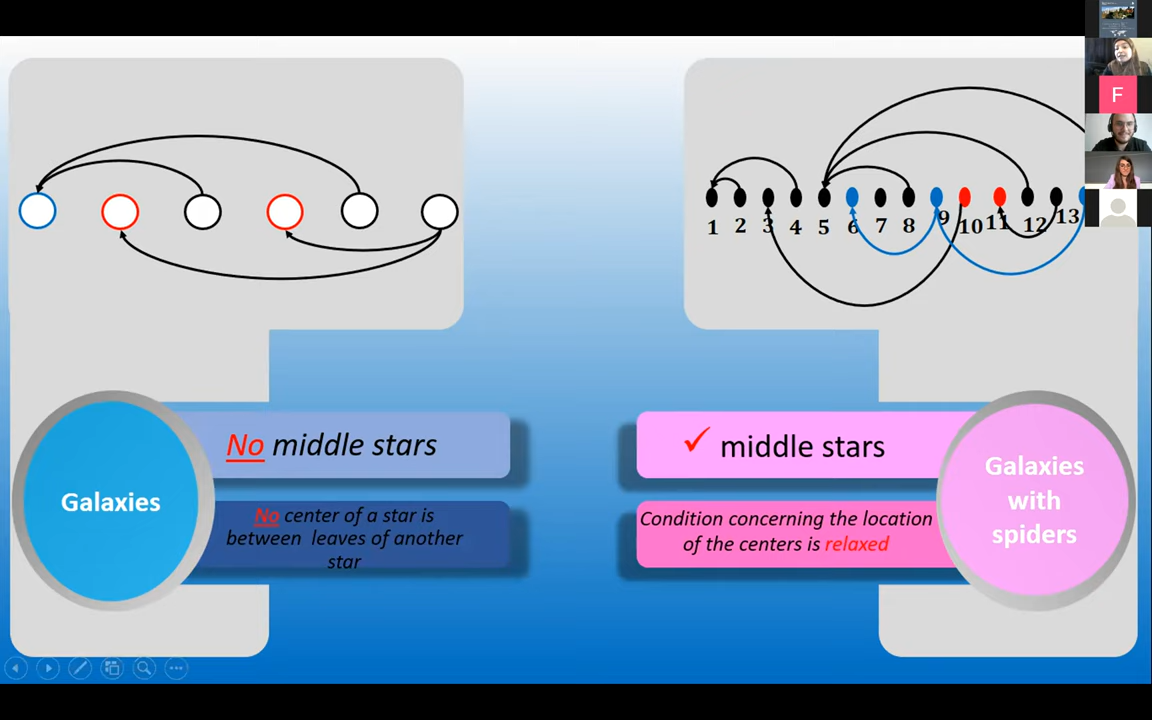 F
1 2 3 4 5 6 7 8 9 10 11 12 13
No middle stars
No center of a star is
between leaves of another
star
Galaxies
✓ middle stars
Condition concerning the location
of the centers is relaxed
Galaxies
with
spiders